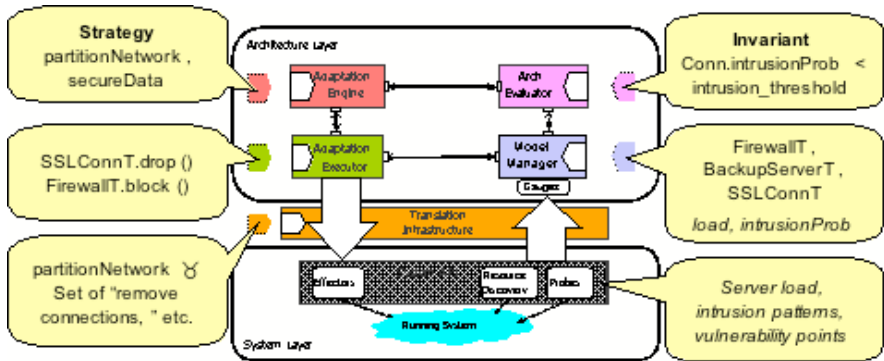 Strategy
partitionNetwork ,
secureData
SSLConnT.drop ()
FirewallT.block ()
partitionNetwork ♉
Set of "remove
connections, " etc.
Architecture Layer
Adaptation
Engine
Arch
Evaluator
Adaptation
Executor
Model
Manager
Gauges
Translation
Infrastructure
Effectors
Resource
Discovery
Probes
Running System
System Layer
Invariant
Conn.intrusionProb <
intrusion_threshold
FirewallT ,
BackupServerT ,
SSLConnT
load, intrusionProb
Server load,
intrusion patterns,
vulnerability points